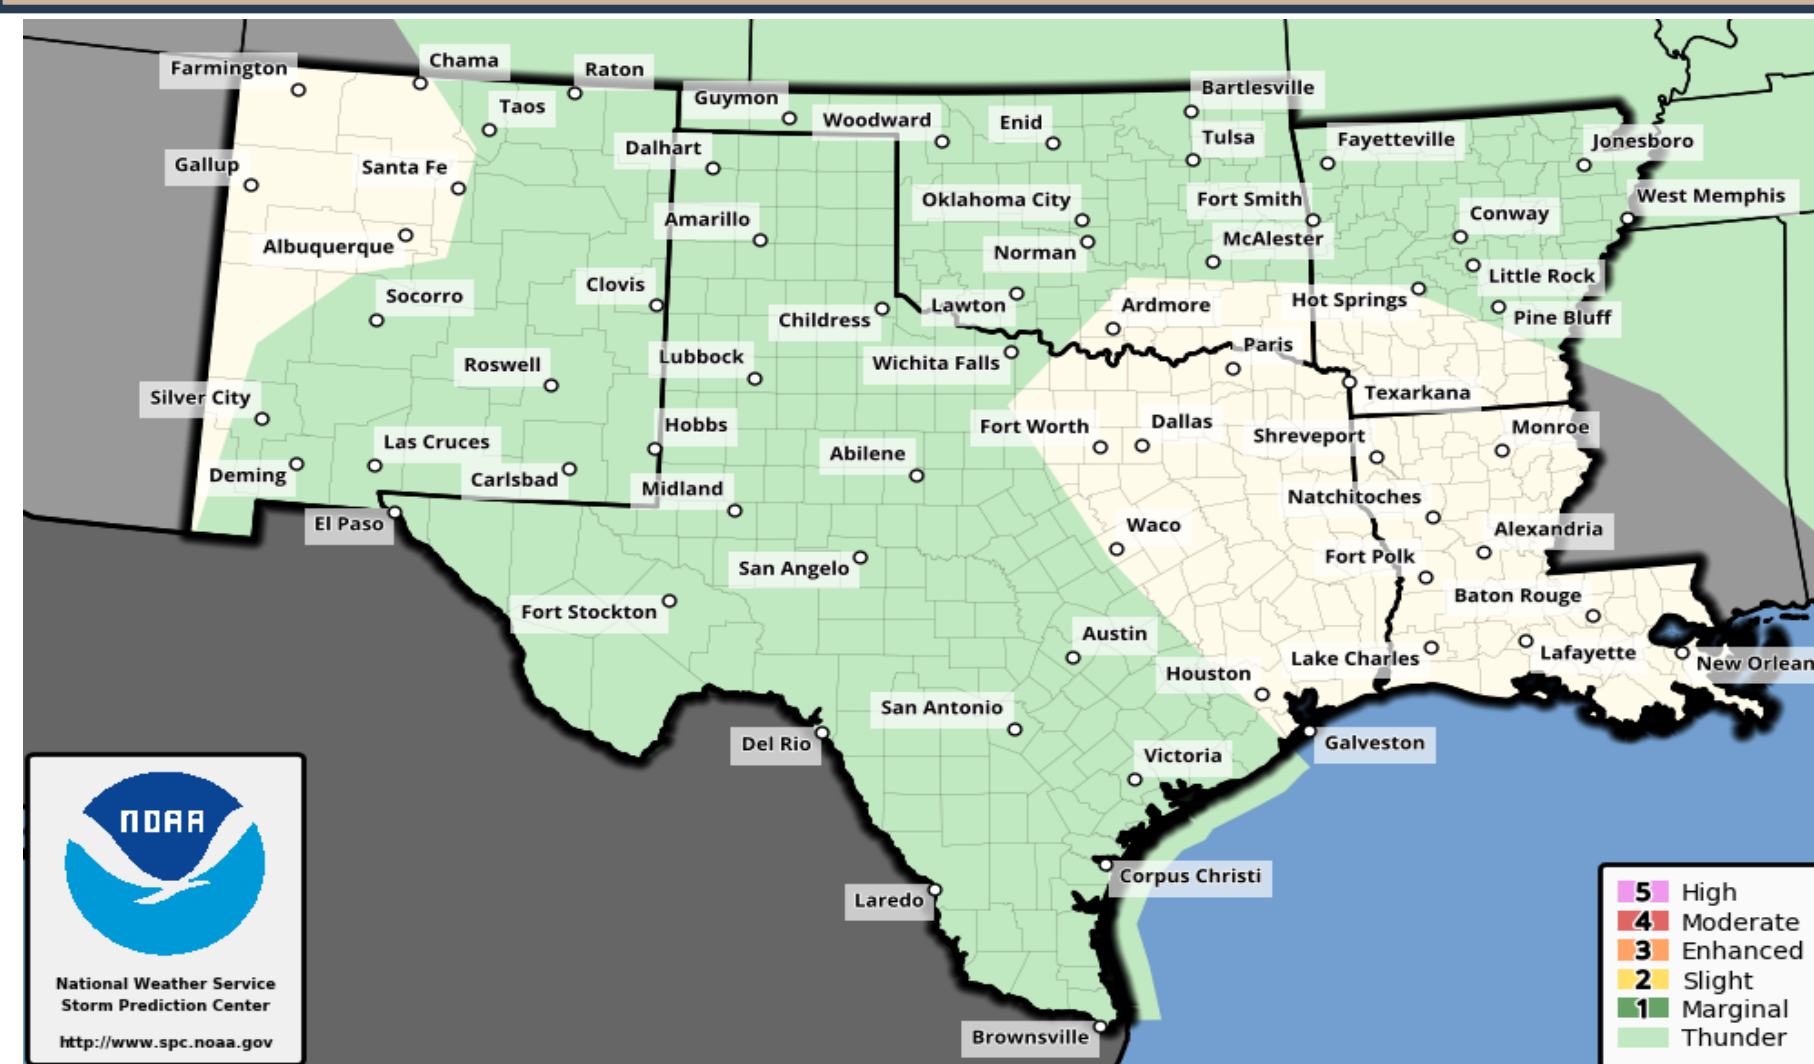 Farmington
Chama
Raton
Taos
Guymon
Woodward
Enid
Bartlesville
Tulsa
Fayetteville
Jonesboro
Gallup
Santa Fe
Dalhart
Oklahoma City
Fort Smith
Conway
West Memphis
Albuquerque
Amarillo
Norman
McAlester
Little Rock
Socorro
Clovis
Childress
Lawton
Ardmore
Hot Springs
Pine Bluff
Roswell
Lubbock
Wichita Falls
Paris
Texarkana
Silver City
Hobbs
Fort Worth
Dallas
Shreveport
Monroe
Las Cruces
Deming
Carlsbad
Midland
Abilene
Natchitoches
El Paso
San Angelo
Waco
Fort Polk
Alexandria
Fort Stockton
Austin
Baton Rouge
Houston
Lake Charles
Lafayette
New Orlean
Del Rio
San Antonio
Victoria
Galveston
Laredo
Corpus Christi
Brownsville
NOAA
National Weather Service
Storm Prediction Center
http://www.spc.noaa.gov
5 High
4 Moderate
3 Enhanced
2 Slight
1 Marginal
Thunder